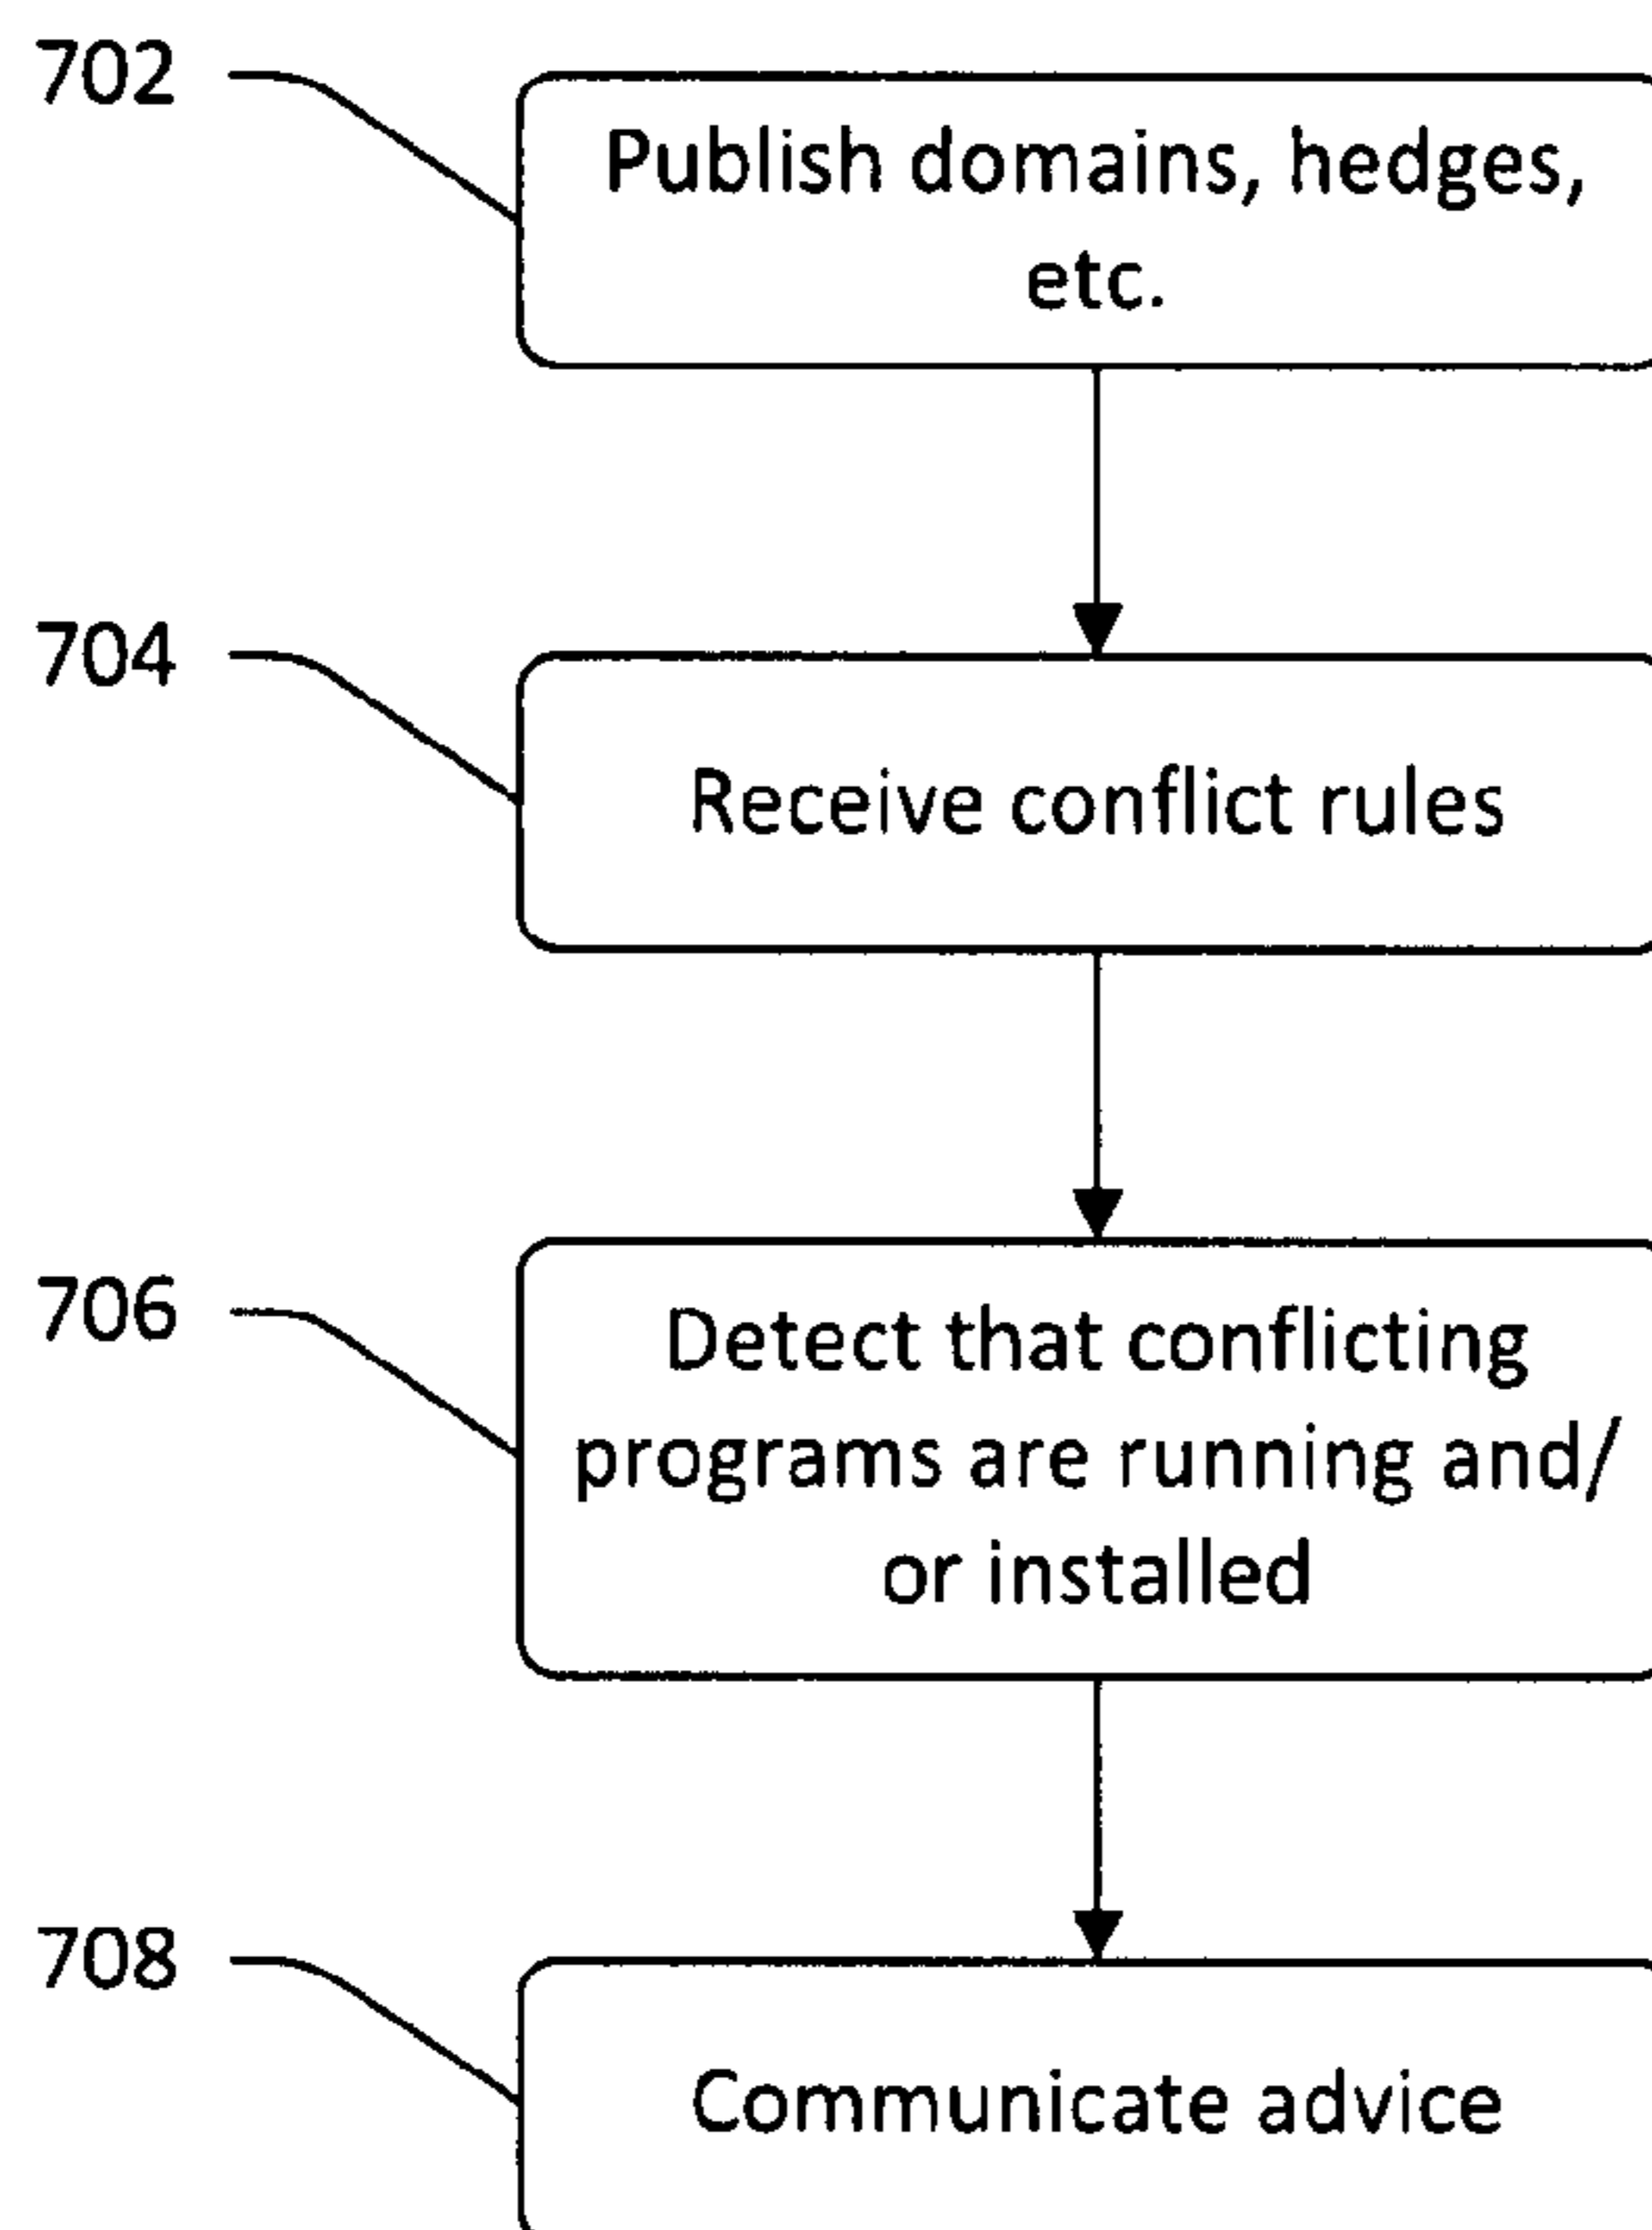 702
Publish domains, hedges,
etc.
704
Receive conflict rules
706
Detect that conflicting
programs are running and/
or installed
708
Communicate advice